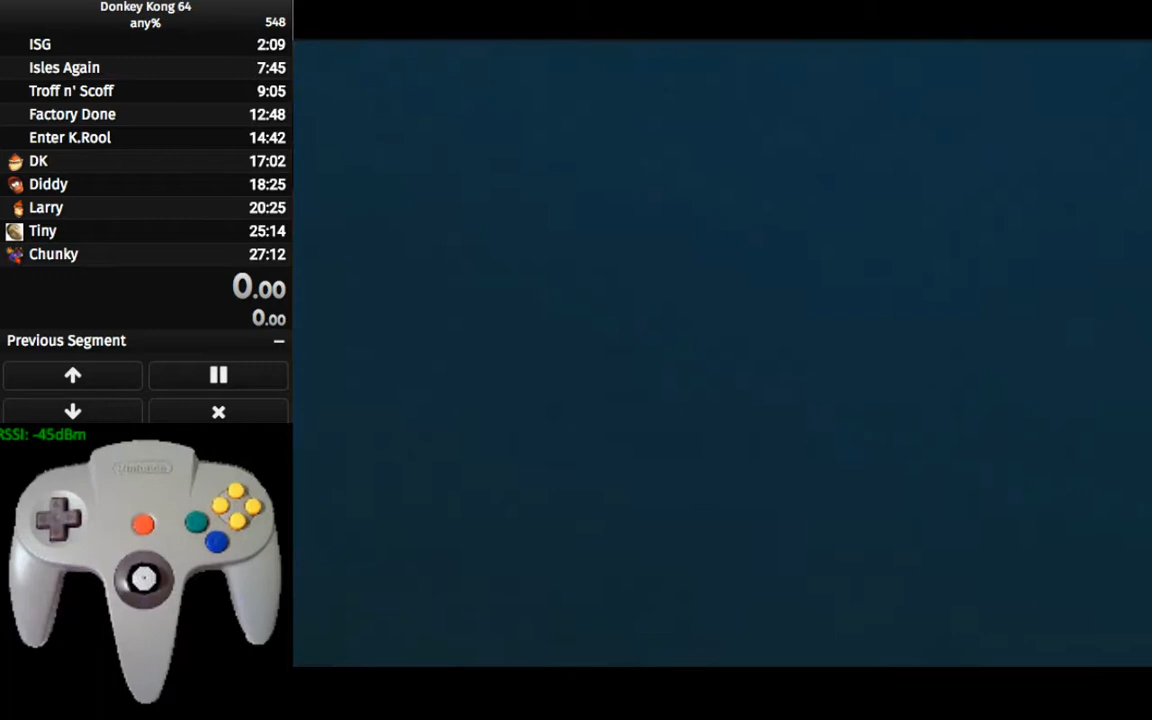 Donkey Kong 64
any%
548
ISG 2:09
Isles Again 7:45
Troff n' Scoff 9:05
Factory Done 12:48
Enter K.Rool 14:42
DK 17:02
Diddy 18:25
Larry 20:25
Tiny 25:14
Chunky 27:12
0.00
0.00
Previous Segment –
RSSI: -45dBm
Nintendo